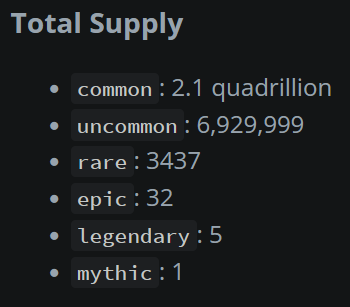 Total Supply
common: 2.1 quadrillion
uncommon: 6,929,999
rare: 3437
epic: 32
legendary: 5
mythic: 1